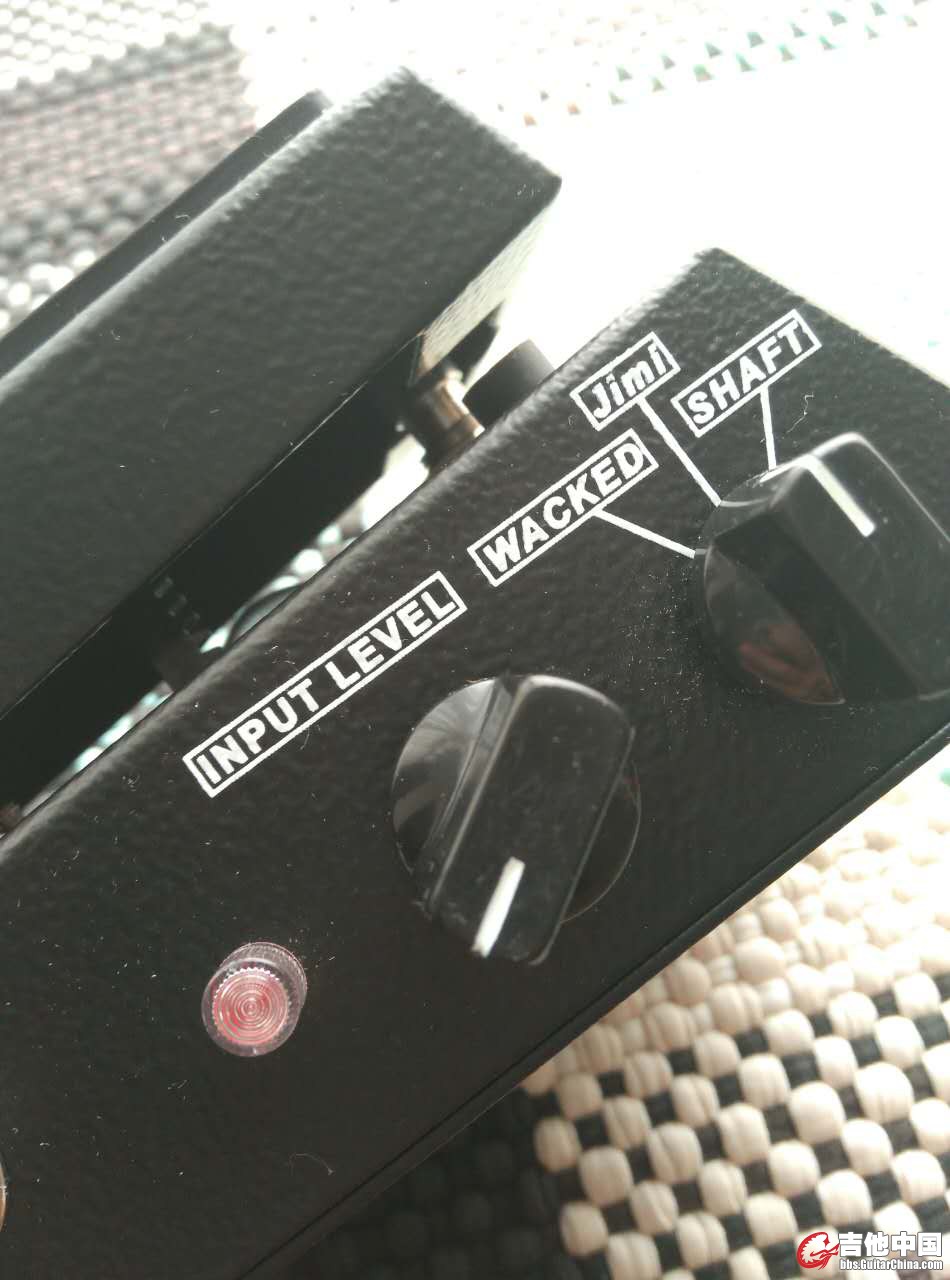 Jimi
SHAFT
WACKED
INPUT LEVEL
吉他中国
bbs.GuitarChina.com